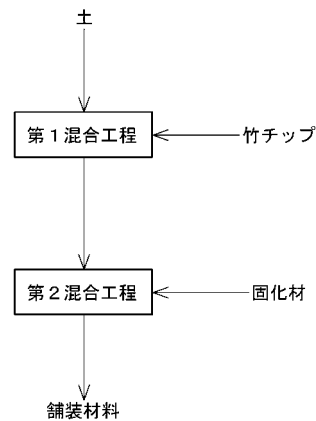 土
第１混合工程
竹チップ
第２混合工程
固化材
舗装材料